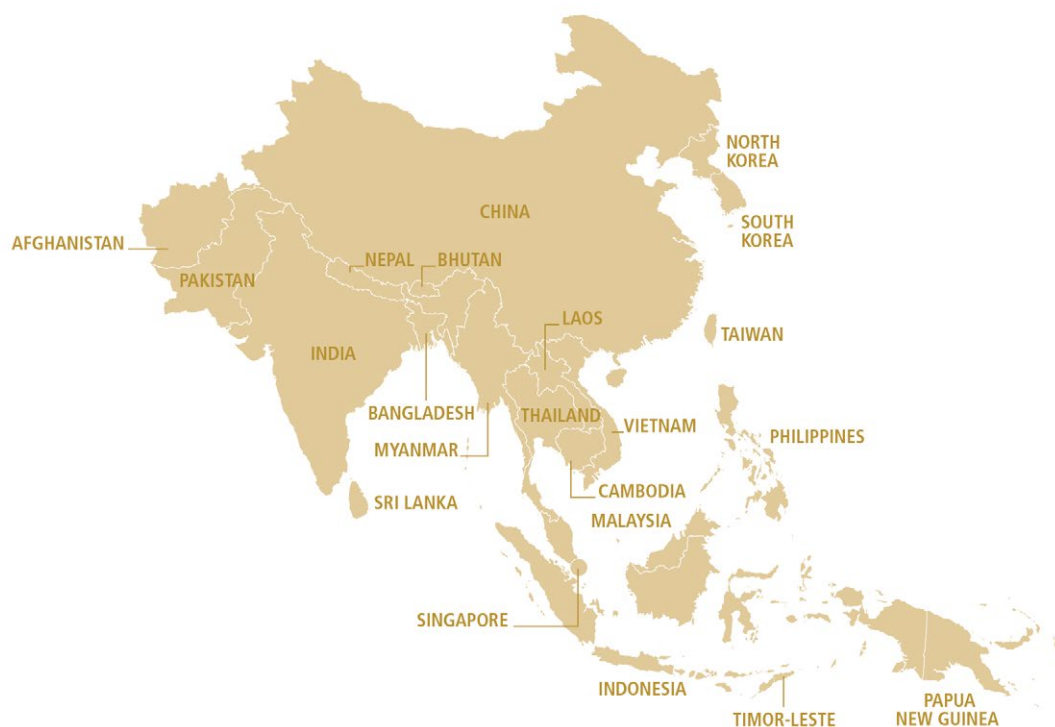 NORTH
KOREA
CHINA
SOUTH
KOREA
AFGHANISTAN
NEPAL
BHUTAN
PAKISTAN
LAOS
TAIWAN
INDIA
BANGLADESH
THAILAND
VIETNAM
PHILIPPINES
MYANMAR
CAMBODIA
SRI LANKA
MALAYSIA
SINGAPORE
INDONESIA
PAPUA
NEW GUINEA
TIMOR-LESTE